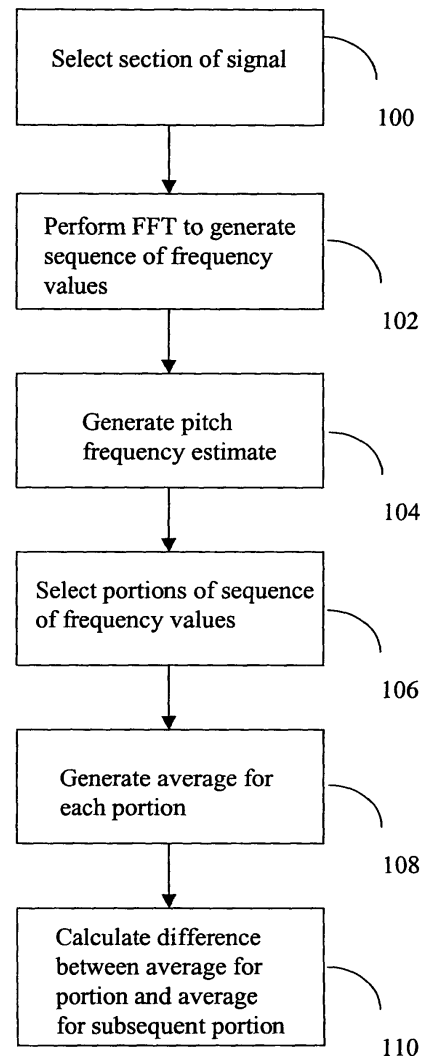 Select section of signal
100
Perform FFT to generate
sequence of frequency
values
102
Generate pitch
frequency estimate
104
Select portions of sequence
of frequency values
106
Generate average for
each portion
108
Calculate difference
between average for
portion and average
for subsequent portion
110